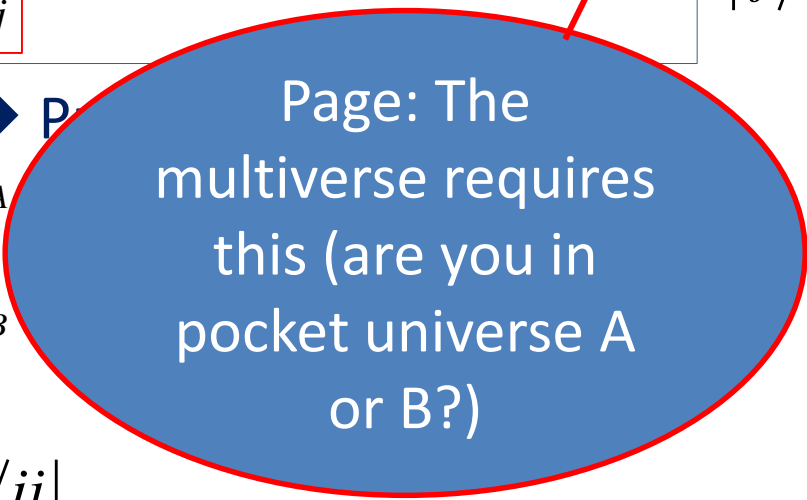 Page: The
multiverse requires
this (are you in
pocket universe A
or B?)